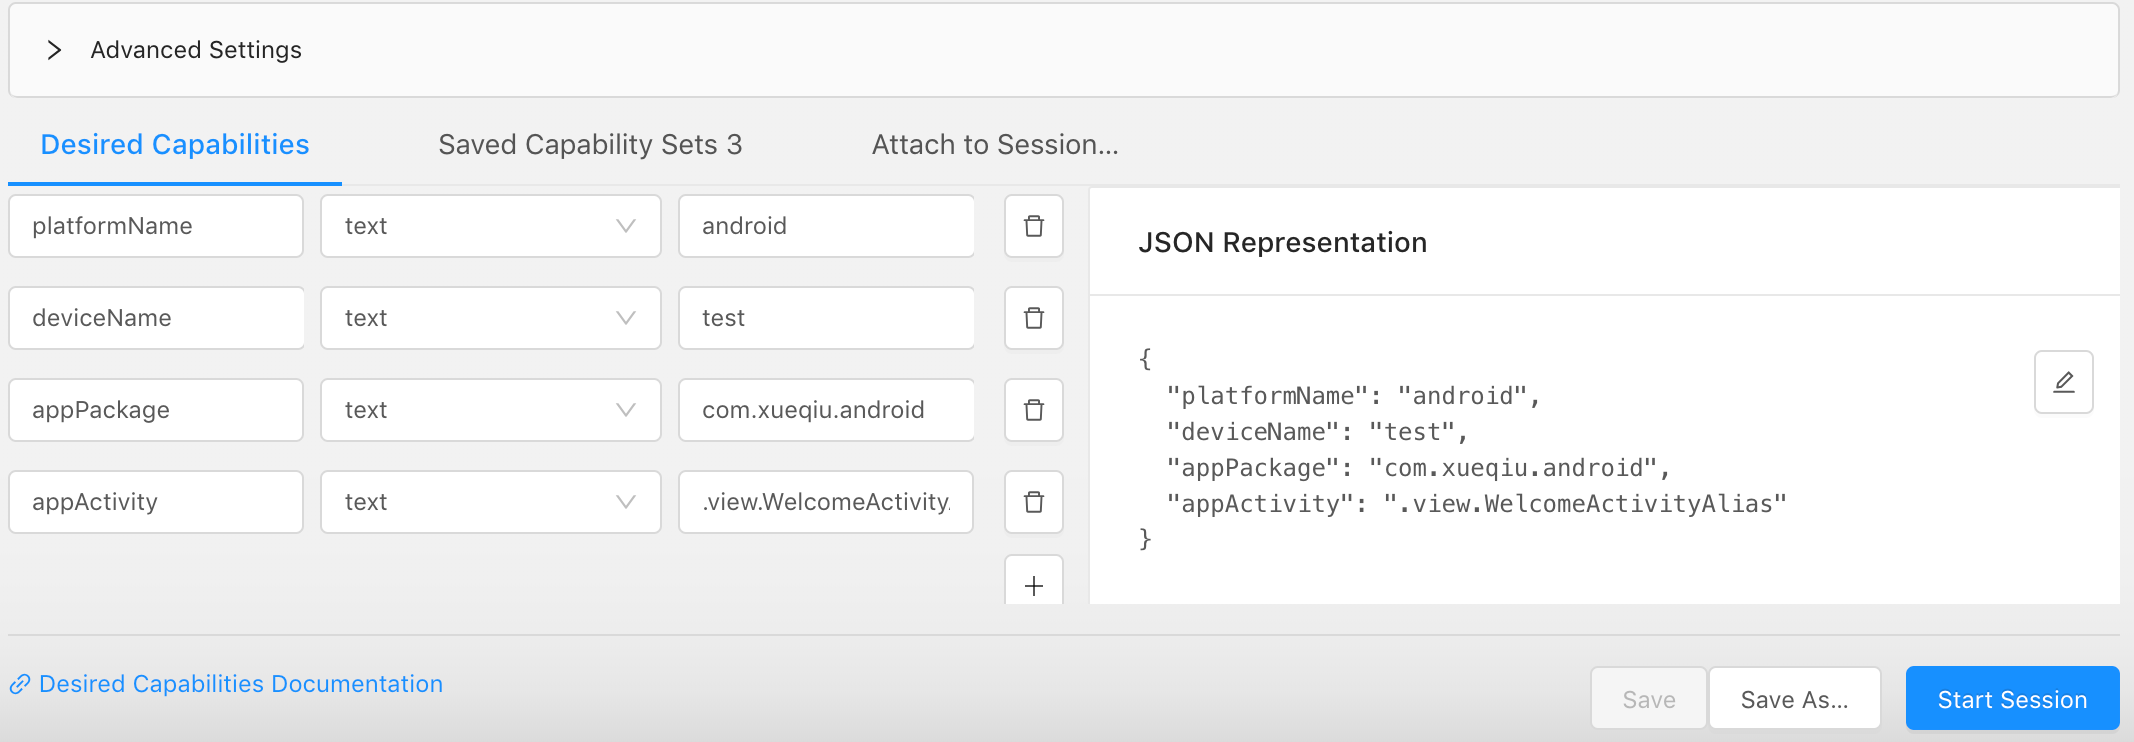 Advanced Settings
Desired Capabilities
Saved Capability Sets 3
Attach to Session...
platformName
text
android
deviceName
text
test
appPackage
text
com.xueqiu.android
appActivity
text
.view.WelcomeActivity
JSON Representation
{
"platformName": "android",
"deviceName": "test",
"appPackage": "com.xueqiu.android",
"appActivity": ".view.WelcomeActivityAlias"
}
Desired Capabilities Documentation
Save
Save As...
Start Session